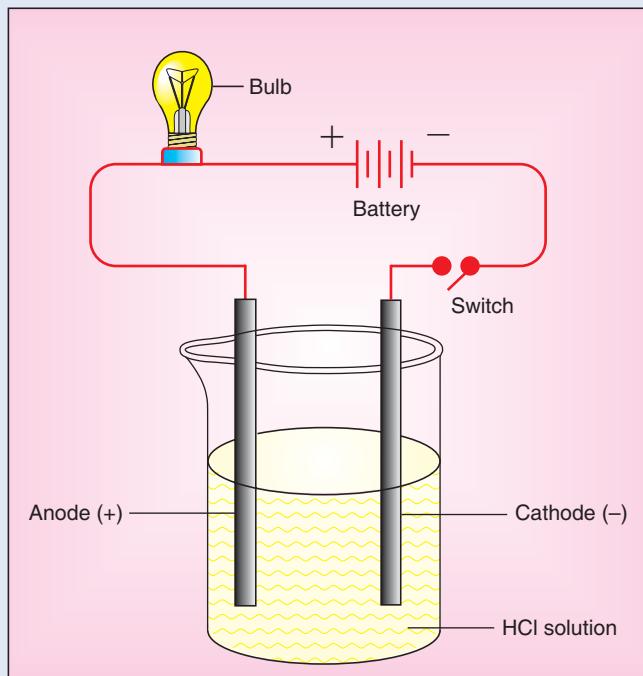 Bulb
+ −
Battery
Switch
Anode (+)
Cathode (–)
HCl solution